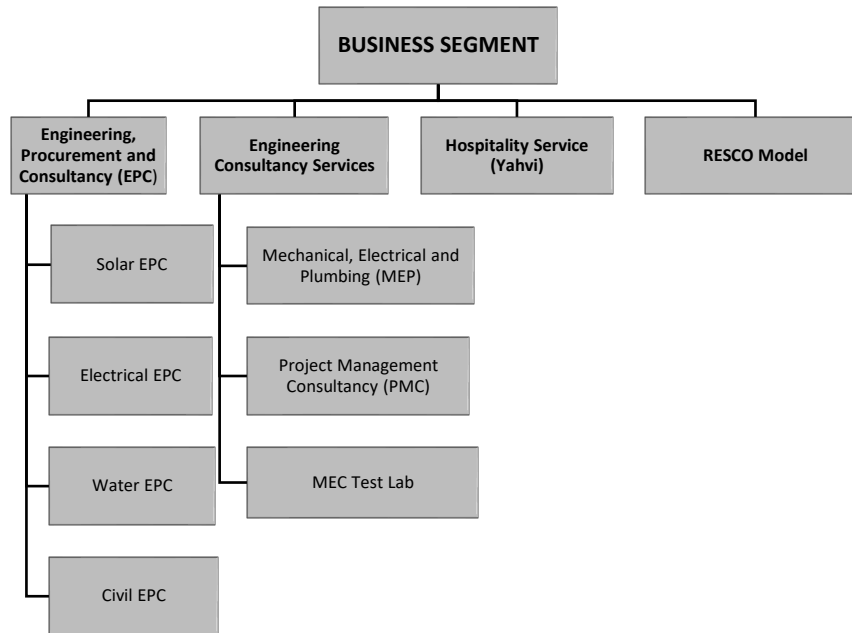 BUSINESS SEGMENT
Engineering,
Procurement and
Consultancy (EPC)
Engineering
Consultancy Services
Hospitality Service
(Yahvi)
RESCO Model
Solar EPC
Mechanical, Electrical and
Plumbing (MEP)
Electrical EPC
Project Management
Consultancy (PMC)
Water EPC
MEC Test Lab
Civil EPC